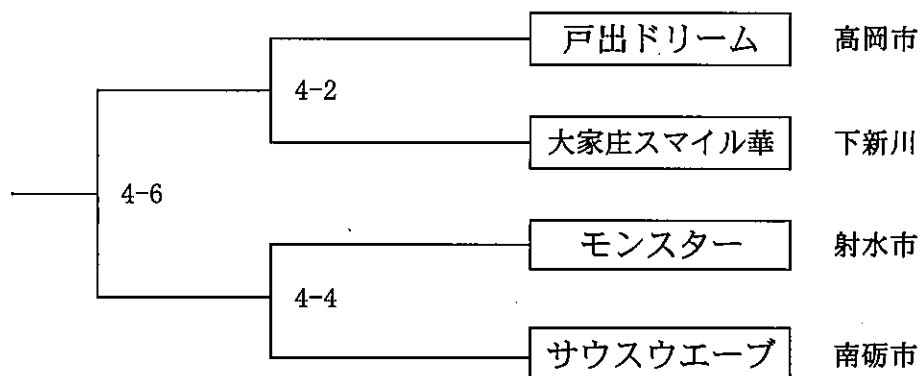 戸出ドリーム 高岡市
4-2
大家庄スマイル華 下新川
4-6
モンスター 射水市
4-4
サウスウエーブ 南砺市